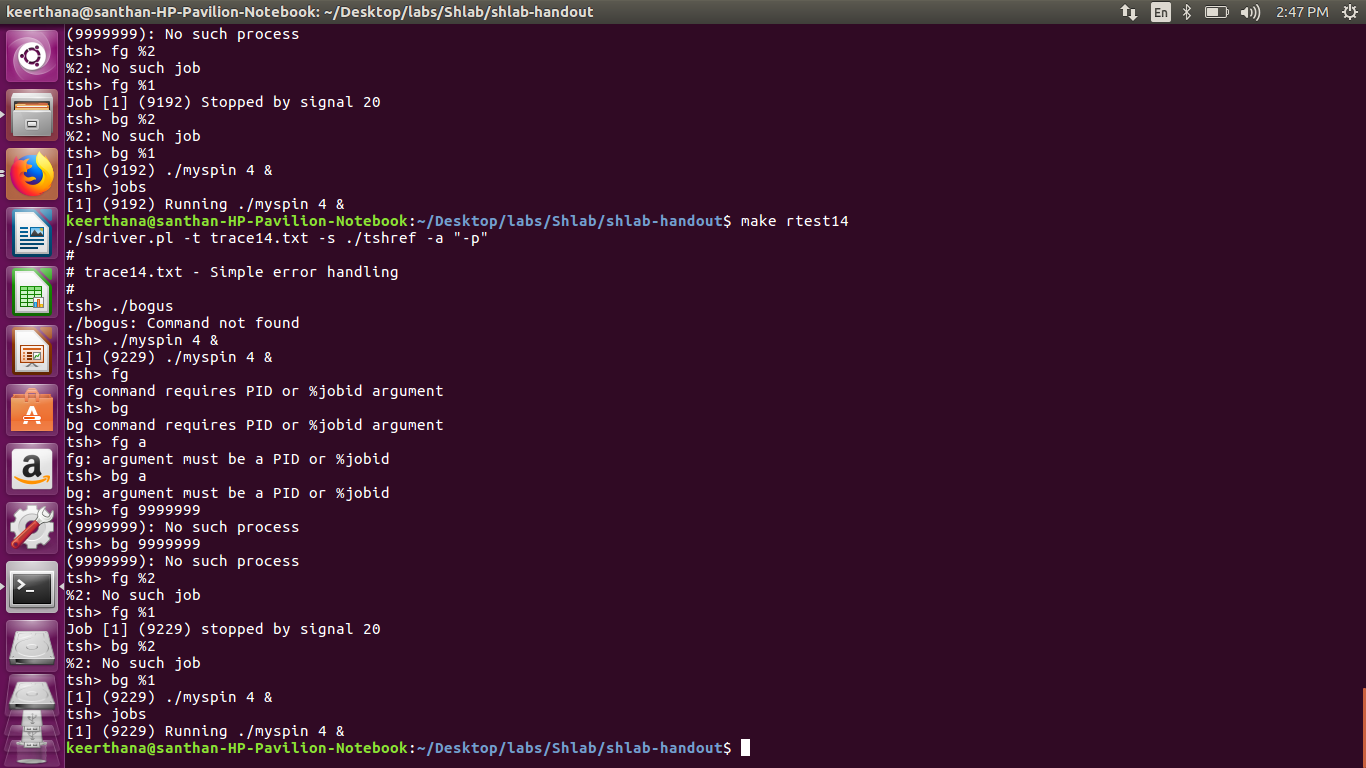 keerthana@santhan-HP-Pavilion-Notebook: ~/Desktop/labs/Shlab/shlab-handout En 2:47 PM
(9999999): No such process
tsh> fg %2
%2: No such job
tsh> fg %1
Job [1] (9192) Stopped by signal 20
tsh> bg %2
%2: No such job
tsh> bg %1
[1] (9192) ./myspin 4 &
tsh> jobs
[1] (9192) Running ./myspin 4 &
keerthana@santhan-HP-Pavilion-Notebook:~/Desktop/labs/Shlab/shlab-handout$ make rtest14
./sdriver.pl -t trace14.txt -s ./tshref -a "-p"
#
# trace14.txt - Simple error handling
#
tsh> ./bogus
./bogus: Command not found
tsh> ./myspin 4 &
[1] (9229) ./myspin 4 &
tsh> fg
fg command requires PID or %jobid argument
tsh> bg
bg command requires PID or %jobid argument
tsh> fg a
fg: argument must be a PID or %jobid
tsh> bg a
bg: argument must be a PID or %jobid
tsh> fg 9999999
(9999999): No such process
tsh> bg 9999999
(9999999): No such process
tsh> fg %2
%2: No such job
tsh> fg %1
Job [1] (9229) stopped by signal 20
tsh> bg %2
%2: No such job
tsh> bg %1
[1] (9229) ./myspin 4 &
tsh> jobs
[1] (9229) Running ./myspin 4 &
keerthana@santhan-HP-Pavilion-Notebook:~/Desktop/labs/Shlab/shlab-handout$